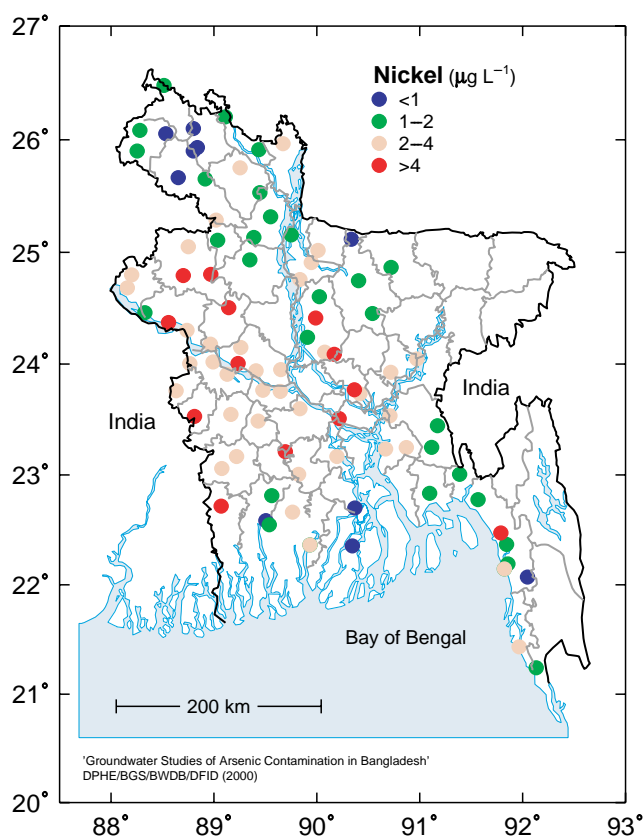 27°
26°
25°
24°
23°
22°
21°
20°
Nickel (µg L⁻¹)
<1
1–2
2–4
>4
India
India
Bay of Bengal
200 km
'Groundwater Studies of Arsenic Contamination in Bangladesh'
DPHE/BGS/BWDB/DFID (2000)
88° 89° 90° 91° 92° 93°